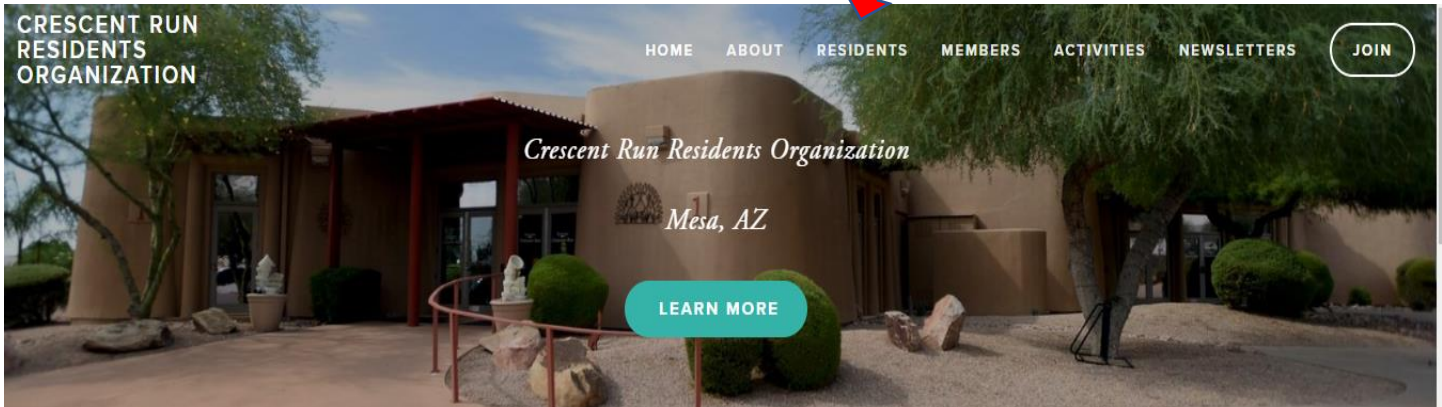 CRESCENT RUN
RESIDENTS
ORGANIZATION
HOME ABOUT RESIDENTS MEMBERS ACTIVITIES NEWSLETTERS JOIN
Crescent Run Residents Organization
Mesa, AZ
LEARN MORE